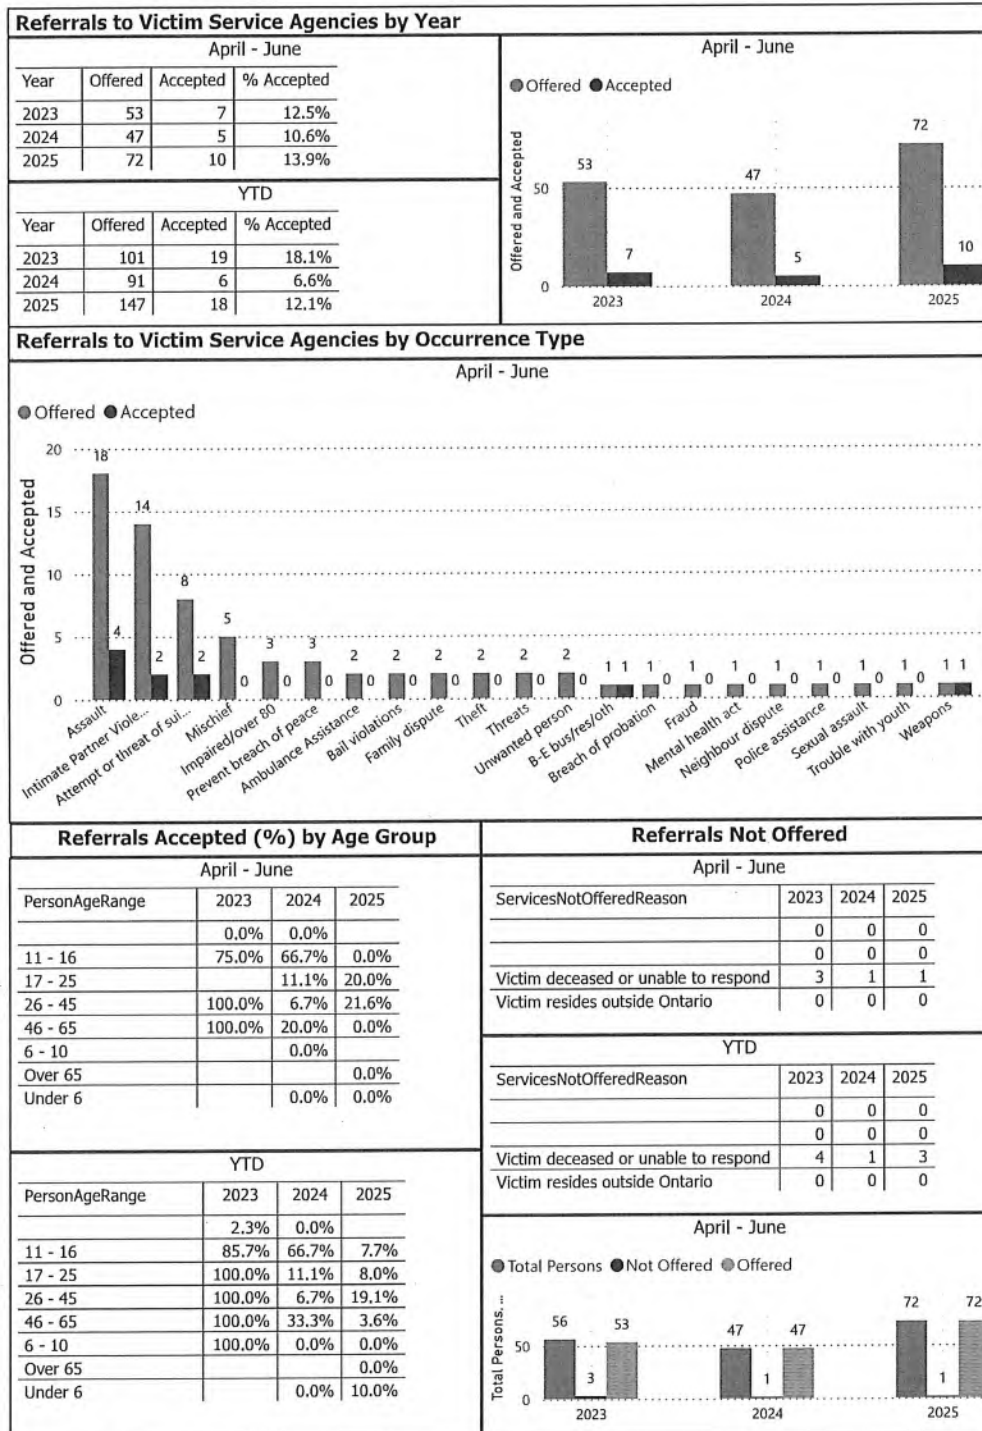 Referrals to Victim Service Agencies by Year
April - June
Year Offered Accepted % Accepted
2023 53 7 12.5%
2024 47 5 10.6%
2025 72 10 13.9%
YTD
Year Offered Accepted % Accepted
2023 101 19 18.1%
2024 91 6 6.6%
2025 147 18 12.1%
April - June
Offered Accepted
Offered and Accepted
50
0
53 7 47 5 72 10
2023 2024 2025
Referrals to Victim Service Agencies by Occurrence Type
April - June
Offered Accepted
Offered and Accepted
20
15
10
5
0
18 4 14 2 8 2 5 0 3 0 3 0 2 0 2 0 2 0 2 0 2 0 2 0 1 1 1 0 1 0 1 0 1 0 1 0 1 0 1 0 1 1
Assault
Intimate Partner Viole...
Attempt or threat of sui...
Mischief
Impaired/over 80
Prevent breach of peace
Ambulance Assistance
Bail violations
Family dispute
Theft
Threats
Unwanted person
B-E bus/res/oth
Breach of probation
Fraud
Mental health act
Neighbour dispute
Police assistance
Sexual assault
Trouble with youth
Weapons
Referrals Accepted (%) by Age Group
April - June
PersonAgeRange 2023 2024 2025
0.0% 0.0%
11 - 16 75.0% 66.7% 0.0%
17 - 25 11.1% 20.0%
26 - 45 100.0% 6.7% 21.6%
46 - 65 100.0% 20.0% 0.0%
6 - 10 0.0%
Over 65 0.0%
Under 6 0.0% 0.0%
YTD
PersonAgeRange 2023 2024 2025
2.3% 0.0%
11 - 16 85.7% 66.7% 7.7%
17 - 25 100.0% 11.1% 8.0%
26 - 45 100.0% 6.7% 19.1%
46 - 65 100.0% 33.3% 3.6%
6 - 10 100.0% 0.0% 0.0%
Over 65 0.0%
Under 6 0.0% 10.0%
Referrals Not Offered
April - June
ServicesNotOfferedReason 2023 2024 2025
0 0 0
0 0 0
Victim deceased or unable to respond 3 1 1
Victim resides outside Ontario 0 0 0
YTD
ServicesNotOfferedReason 2023 2024 2025
0 0 0
0 0 0
Victim deceased or unable to respond 4 1 3
Victim resides outside Ontario 0 0 0
April - June
Total Persons Not Offered Offered
Total Persons, ...
50
0
56 3 53 47 1 47 72 1 72
2023 2024 2025